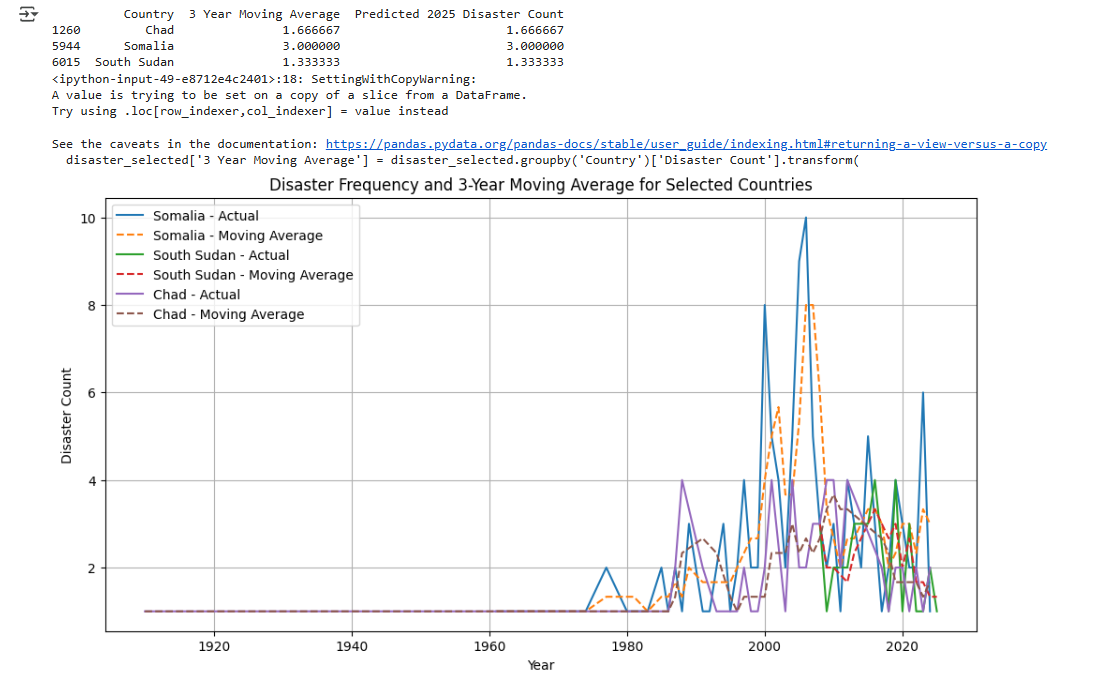 Country 3 Year Moving Average Predicted 2025 Disaster Count
1260 Chad 1.666667 1.666667
5944 Somalia 3.000000 3.000000
6015 South Sudan 1.333333 1.333333
<ipython-input-49-e8712e4c2401>:18: SettingWithCopyWarning:
A value is trying to be set on a copy of a slice from a DataFrame.
Try using .loc[row_indexer,col_indexer] = value instead
See the caveats in the documentation: https://pandas.pydata.org/pandas-docs/stable/user_guide/indexing.html#returning-a-view-versus-a-copy
disaster_selected['3 Year Moving Average'] = disaster_selected.groupby('Country')['Disaster Count'].transform(
Disaster Frequency and 3-Year Moving Average for Selected Countries
Somalia - Actual
Somalia - Moving Average
South Sudan - Actual
South Sudan - Moving Average
Chad - Actual
Chad - Moving Average
10
8
6
4
2
Disaster Count
1920 1940 1960 1980 2000 2020
Year